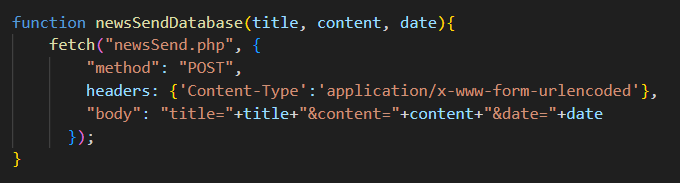 function newsSendDatabase(title, content, date){
fetch("newsSend.php", {
"method": "POST",
headers: {'Content-Type':'application/x-www-form-urlencoded'},
"body": "title="+title+"&content="+content+"&date="+date
});
}